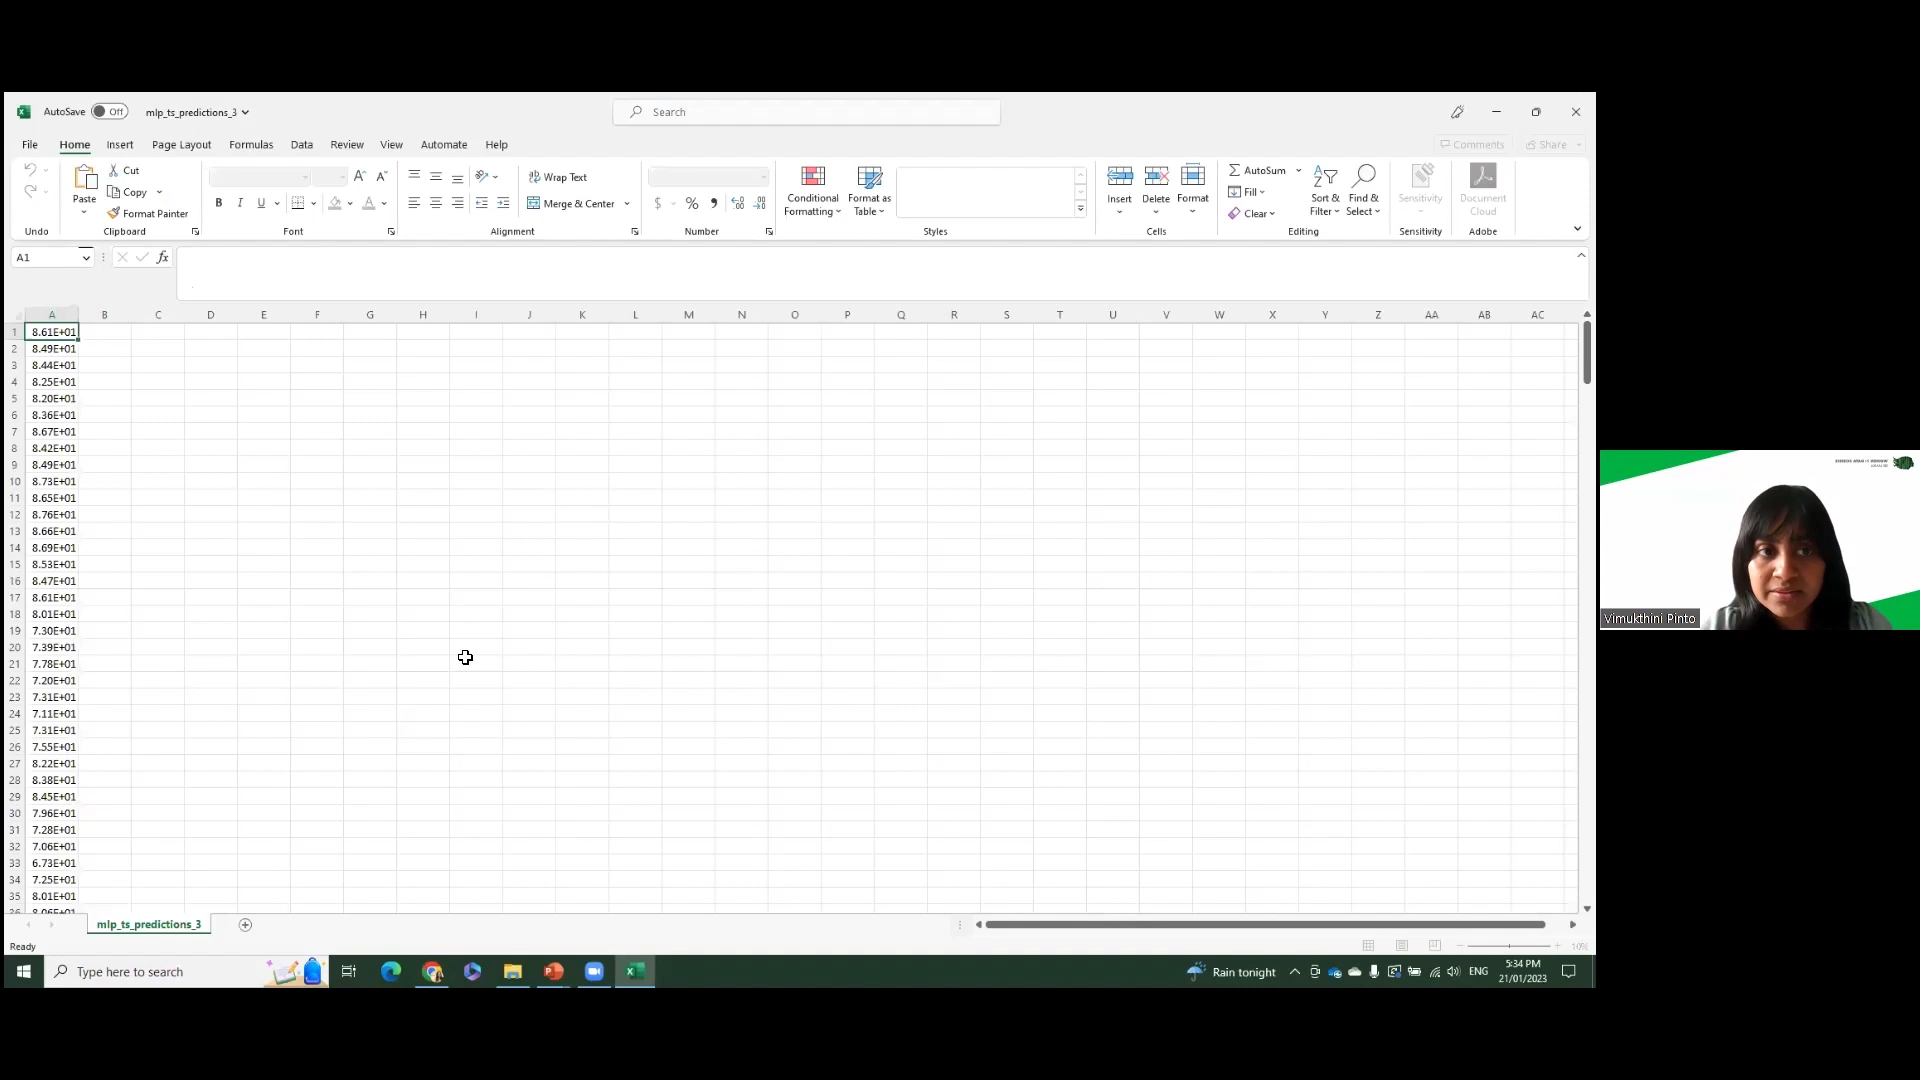 AutoSave Off mlp_ts_predictions_3 Search
File Home Insert Page Layout Formulas Data Review View Automate Help Comments Share
Cut
Copy
Format Painter
Paste
Wrap Text
Merge & Center
Conditional Formatting
Format as Table
Insert Delete Format
AutoSum
Fill
Clear
Sort & Filter
Find & Select
Sensitivity
Document Cloud
Undo Clipboard Font Alignment Number Styles Cells Editing Sensitivity Adobe
A1 fx
A B C D E F G H I J K L M N O P Q R S T U V W X Y Z AA AB AC
1 8.61E+01
2 8.49E+01
3 8.44E+01
4 8.25E+01
5 8.20E+01
6 8.36E+01
7 8.67E+01
8 8.42E+01
9 8.49E+01
10 8.73E+01
11 8.65E+01
12 8.76E+01
13 8.66E+01
14 8.69E+01
15 8.53E+01
16 8.47E+01
17 8.61E+01
18 8.01E+01
19 7.30E+01
20 7.39E+01
21 7.78E+01
22 7.20E+01
23 7.31E+01
24 7.11E+01
25 7.31E+01
26 7.55E+01
27 8.22E+01
28 8.38E+01
29 8.45E+01
30 7.96E+01
31 7.28E+01
32 7.06E+01
33 6.73E+01
34 7.25E+01
35 8.01E+01
36 8.06E+01
mlp_ts_predictions_3
Ready
Type here to search Rain tonight ENG 5:34 PM
21/01/2023
Vimukthini Pinto